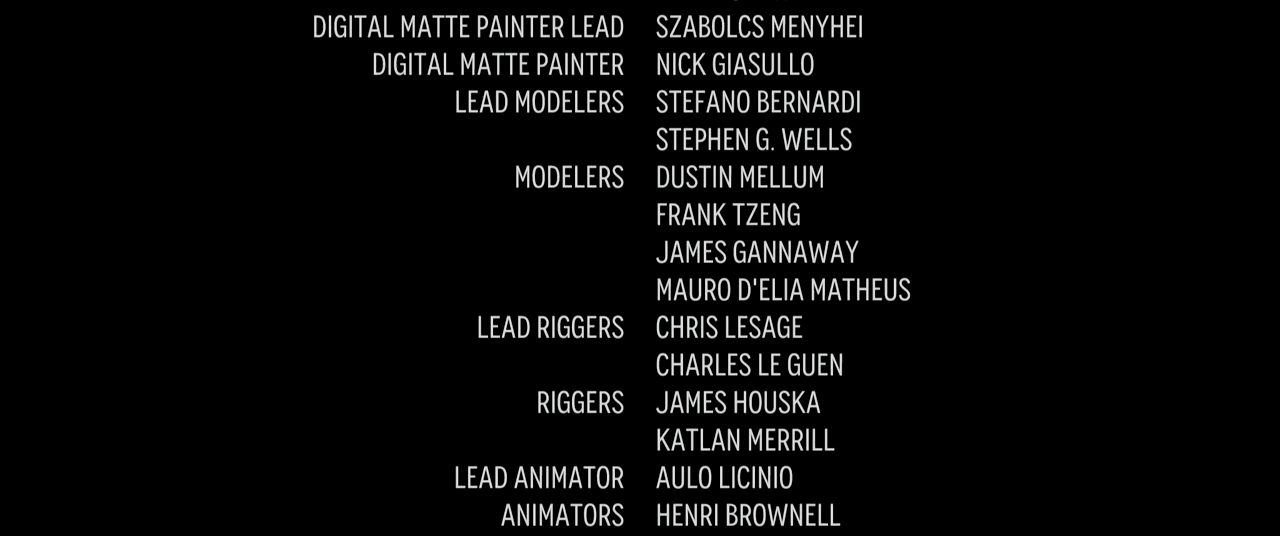 DIGITAL MATTE PAINTER LEAD SZABOLCS MENYHEI
DIGITAL MATTE PAINTER NICK GIASULLO
LEAD MODELERS STEFANO BERNARDI
STEPHEN G. WELLS
MODELERS DUSTIN MELLUM
FRANK TZENG
JAMES GANNAWAY
MAURO D'ELIA MATHEUS
LEAD RIGGERS CHRIS LESAGE
CHARLES LE GUEN
RIGGERS JAMES HOUSKA
KATLAN MERRILL
LEAD ANIMATOR AULO LICINIO
ANIMATORS HENRI BROWNELL